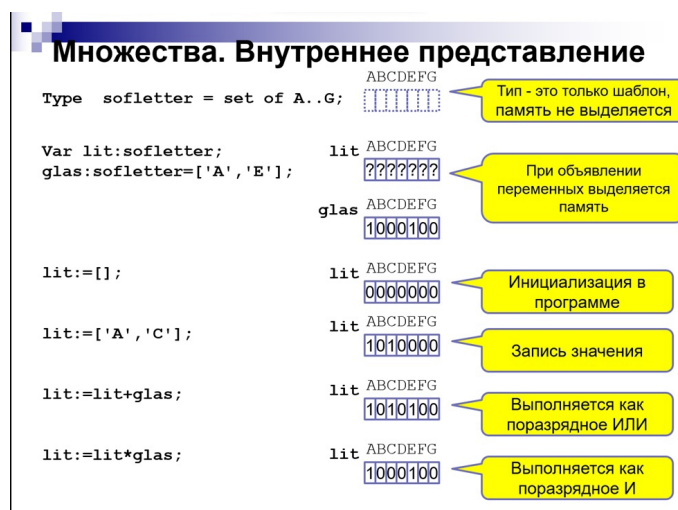 Множества. Внутреннее представление
ABCDEFG
Type sofletter = set of A..G;
Тип - это только шаблон,
память не выделяется
Var lit:sofletter;
glas:sofletter=['A','E'];
lit ABCDEFG
???????
glas ABCDEFG
1000100
При объявлении
переменных выделяется
память
lit:=[];
lit ABCDEFG
0000000
Инициализация в
программе
lit:=['A','C'];
lit ABCDEFG
1010000
Запись значения
lit:=lit+glas;
lit ABCDEFG
1010100
Выполняется как
поразрядное ИЛИ
lit:=lit*glas;
lit ABCDEFG
1000100
Выполняется как
поразрядное И